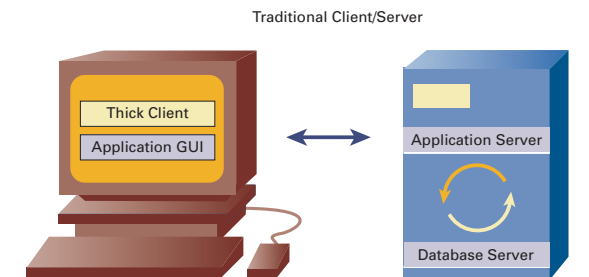 Traditional Client/Server
Thick Client
Application GUI
Application Server
Database Server